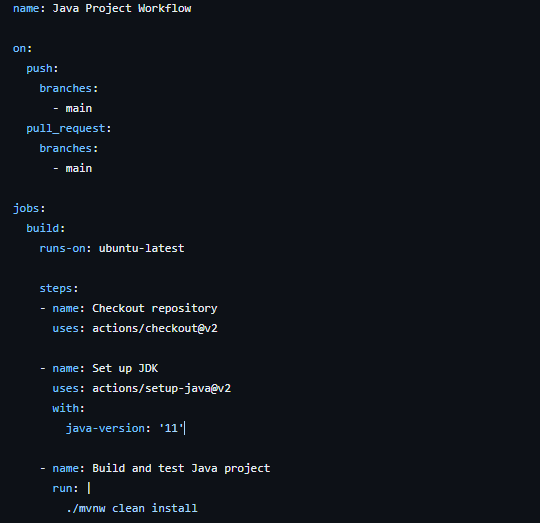 name: Java Project Workflow
on:
  push:
    branches:
      - main
  pull_request:
    branches:
      - main
jobs:
  build:
    runs-on: ubuntu-latest
    steps:
    - name: Checkout repository
      uses: actions/checkout@v2
    - name: Set up JDK
      uses: actions/setup-java@v2
      with:
        java-version: '11'
    - name: Build and test Java project
      run: |
        ./mvnw clean install